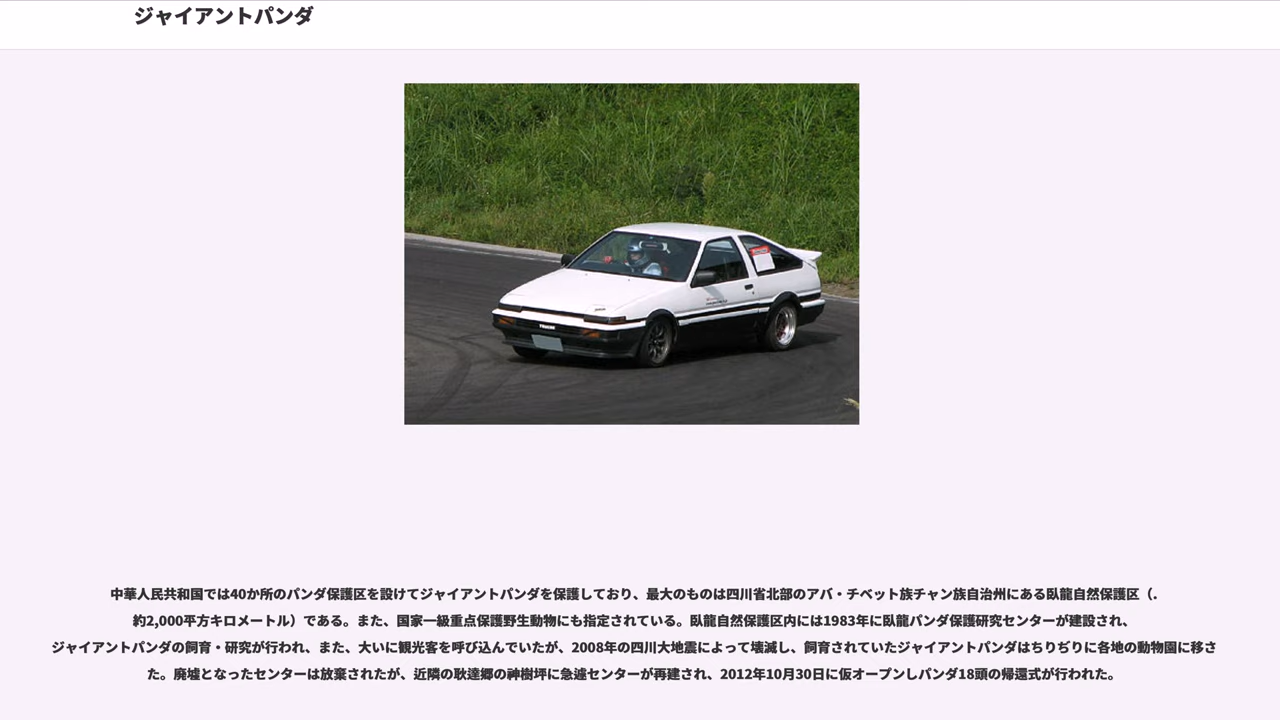 ジャイアントパンダ
中華人民共和国では40か所のパンダ保護区を設けてジャイアントパンダを保護しており、最大のものは四川省北部のアバ・チベット族チャン族自治州にある臥龍自然保護区（.
約2,000平方キロメートル）である。また、国家一級重点保護野生動物にも指定されている。臥龍自然保護区内には1983年に臥龍パンダ保護研究センターが建設され、
ジャイアントパンダの飼育・研究が行われ、また、大いに観光客を呼び込んでいたが、2008年の四川大地震によって壊滅し、飼育されていたジャイアントパンダはちりぢりに各地の動物園に移さ
た。廃墟となったセンターは放棄されたが、近隣の耿達郷の神樹坪に急遽センターが再建され、2012年10月30日に仮オープンしパンダ18頭の帰還式が行われた。